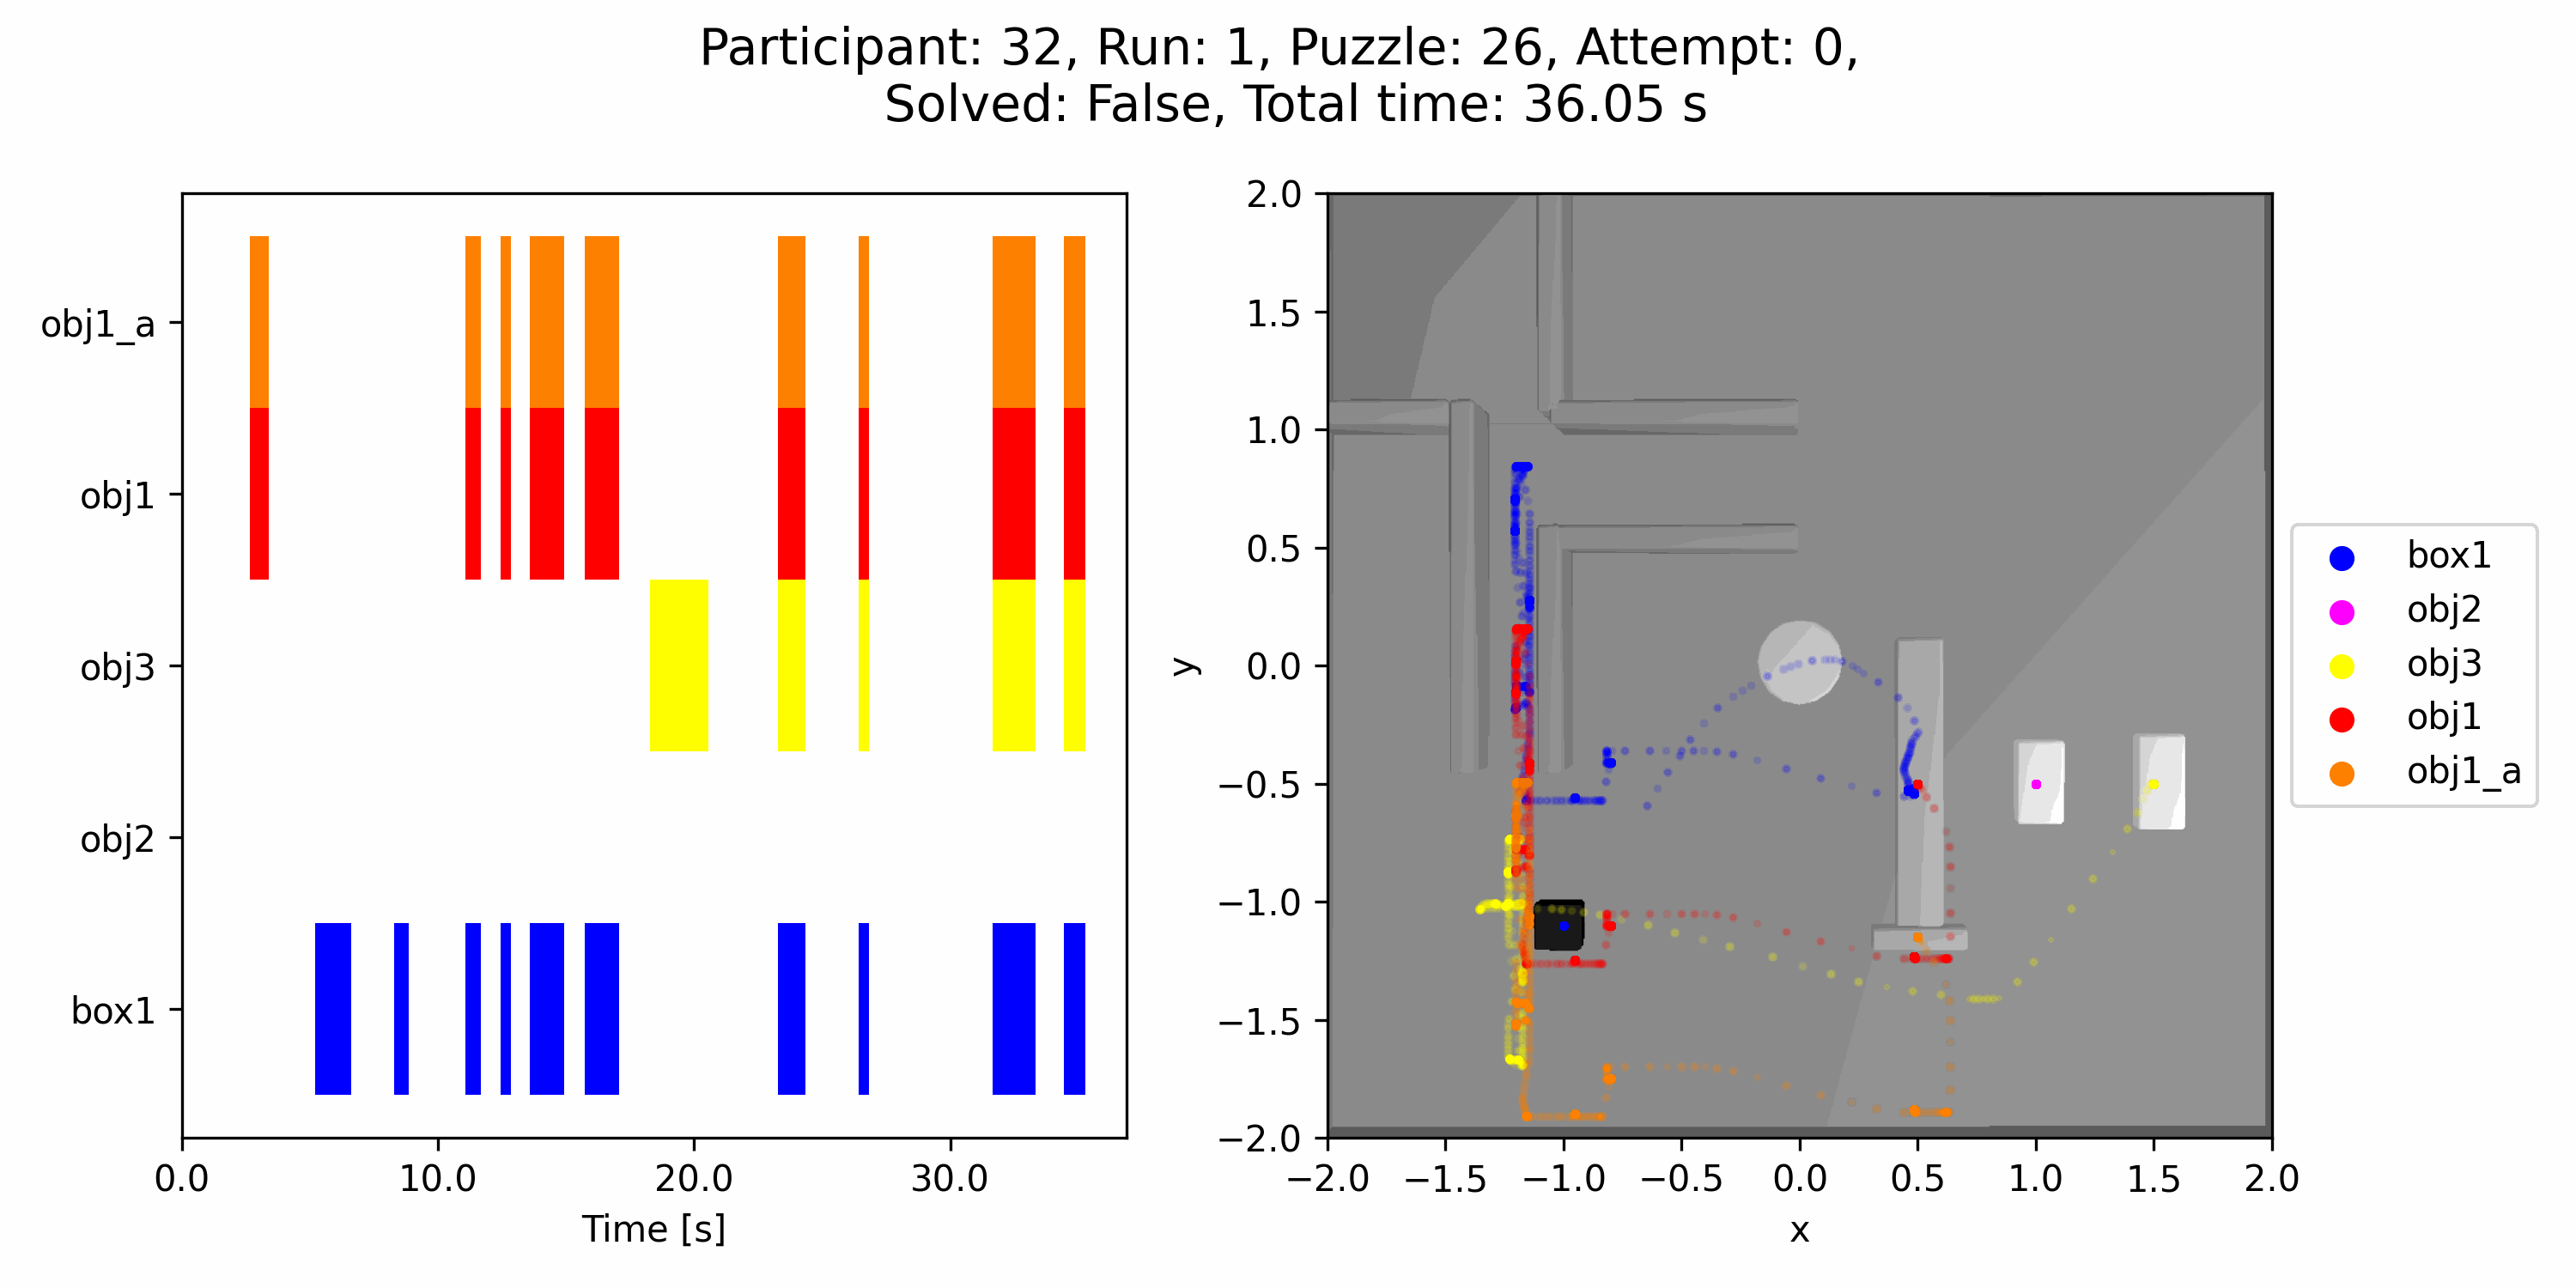 Participant: 32, Run: 1, Puzzle: 26, Attempt: 0,
Solved: False, Total time: 36.05 s
obj1_a
obj1
obj3
obj2
box1
0.0 10.0 20.0 30.0
Time [s]
2.0
1.5
1.0
0.5
0.0
−0.5
−1.0
−1.5
−2.0
y
−2.0 −1.5 −1.0 −0.5 0.0 0.5 1.0 1.5 2.0
x
box1
obj2
obj3
obj1
obj1_a